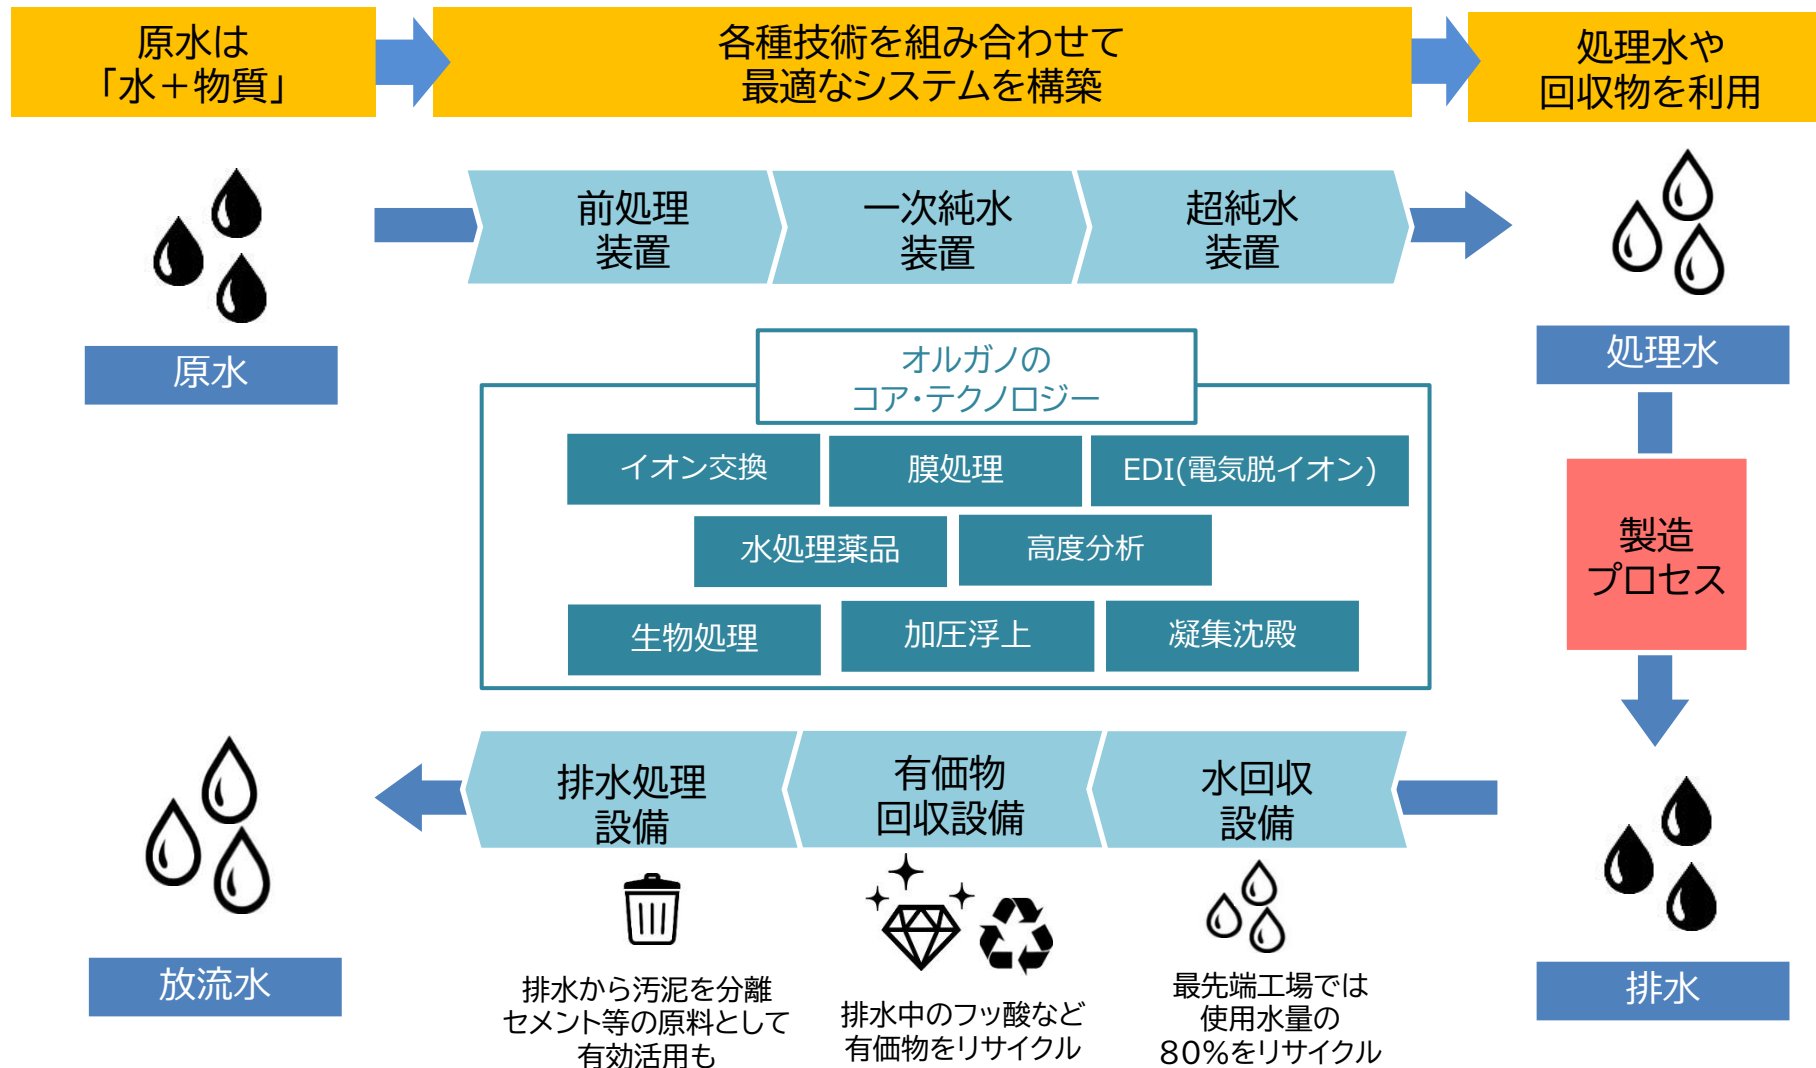 原水は
「水＋物質」
各種技術を組み合わせて
最適なシステムを構築
処理水や
回収物を利用
前処理
装置
一次純水
装置
超純水
装置
原水
処理水
オルガノの
コア・テクノロジー
イオン交換
膜処理
EDI(電気脱イオン)
水処理薬品
高度分析
生物処理
加圧浮上
凝集沈殿
製造
プロセス
排水処理
設備
有価物
回収設備
水回収
設備
放流水
排水から汚泥を分離
セメント等の原料として
有効活用も
排水中のフッ酸など
有価物をリサイクル
最先端工場では
使用水量の
80%をリサイクル
排水